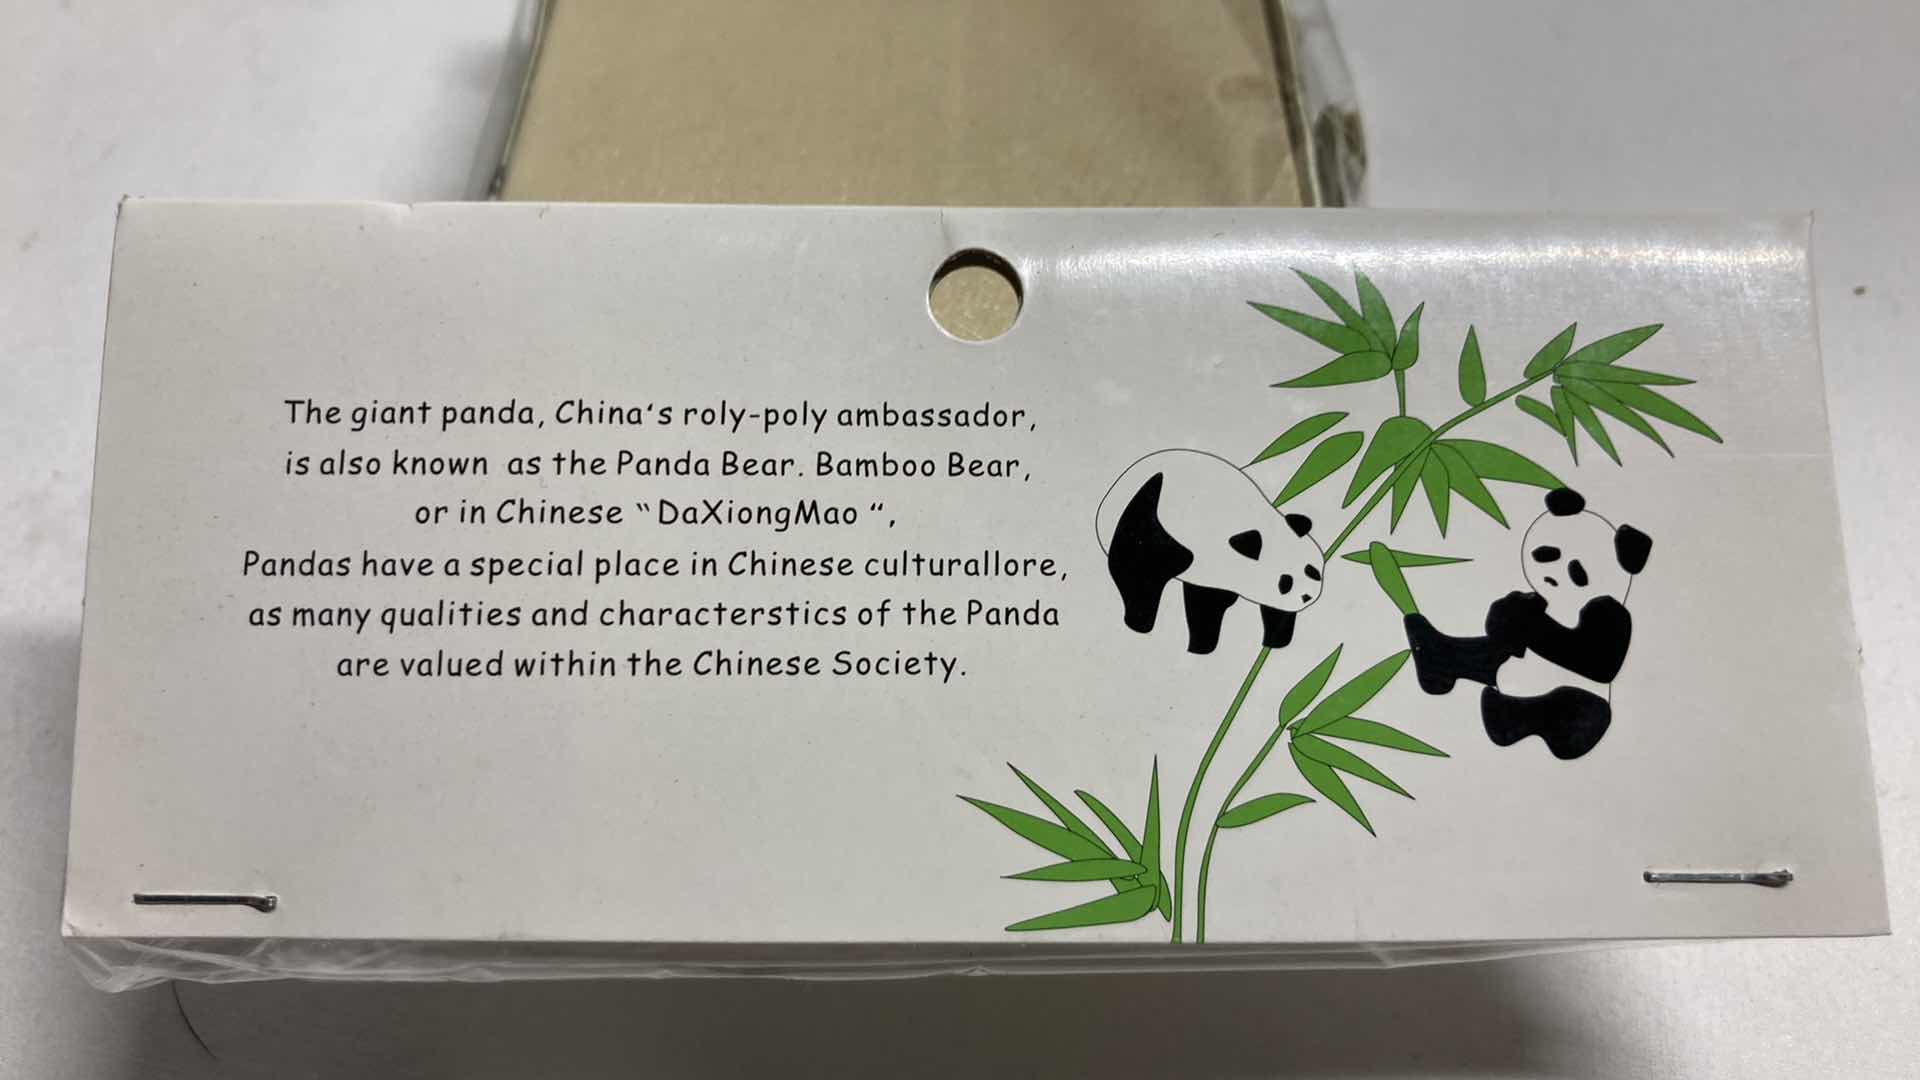 The giant panda, China‘s roly-poly ambassador,
is also known as the Panda Bear. Bamboo Bear,
or in Chinese “DaXiongMao “,
Pandas have a special place in Chinese culturallore,
as many qualities and characterstics of the Panda
are valued within the Chinese Society.